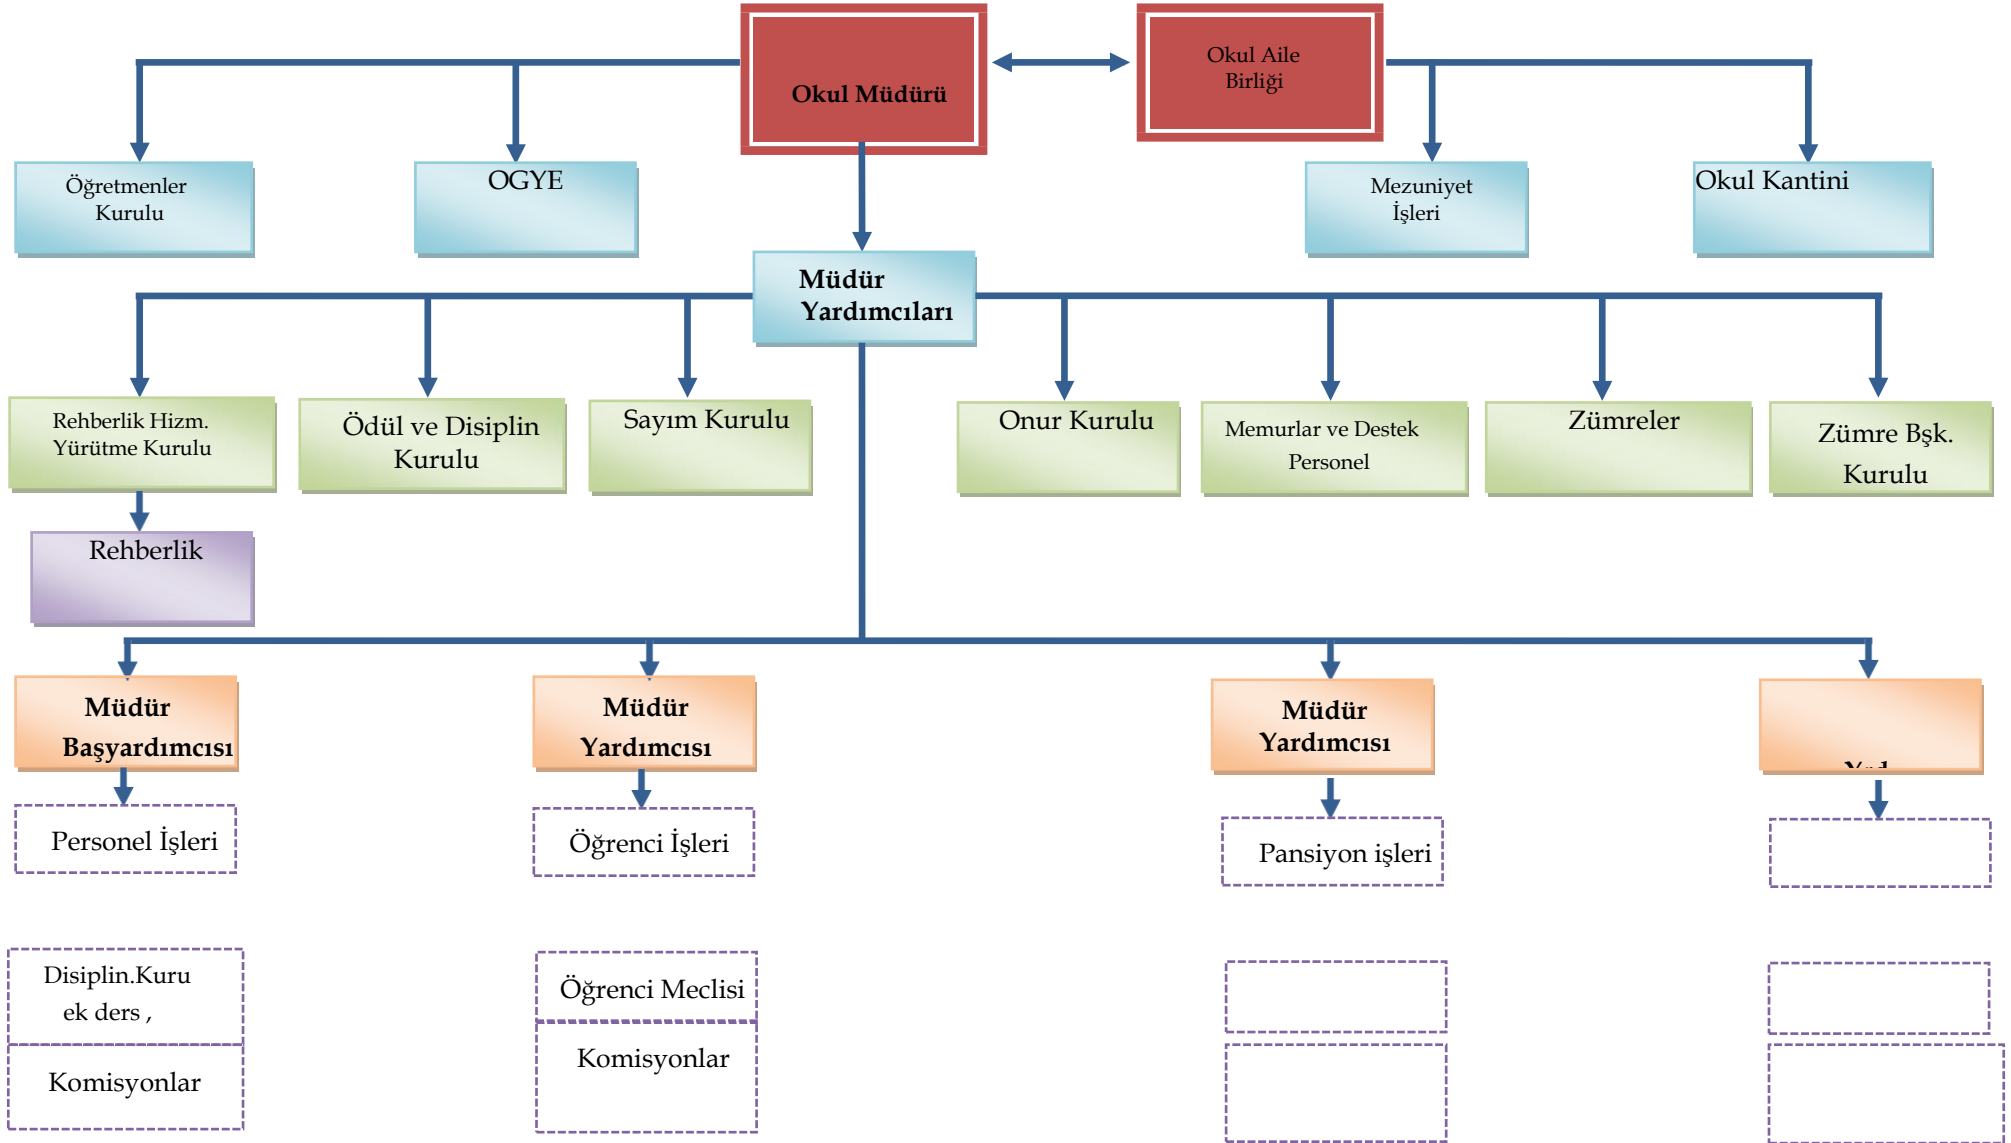 Okul Müdürü
Okul Aile
Birliği
Öğretmenler
Kurulu
OGYE
Mezuniyet
İşleri
Okul Kantini
Müdür
Yardımcıları
Rehberlik Hizm.
Yürütme Kurulu
Ödül ve Disiplin
Kurulu
Sayım Kurulu
Onur Kurulu
Memurlar ve Destek
Personel
Zümreler
Zümre Bşk.
Kurulu
Rehberlik
Müdür
Başyardımcısı
Müdür
Yardımcısı
Müdür
Yardımcısı
Personel İşleri
Öğrenci İşleri
Pansiyon işleri
Disiplin.Kuru
ek ders ,
Komisyonlar
Öğrenci Meclisi
Komisyonlar